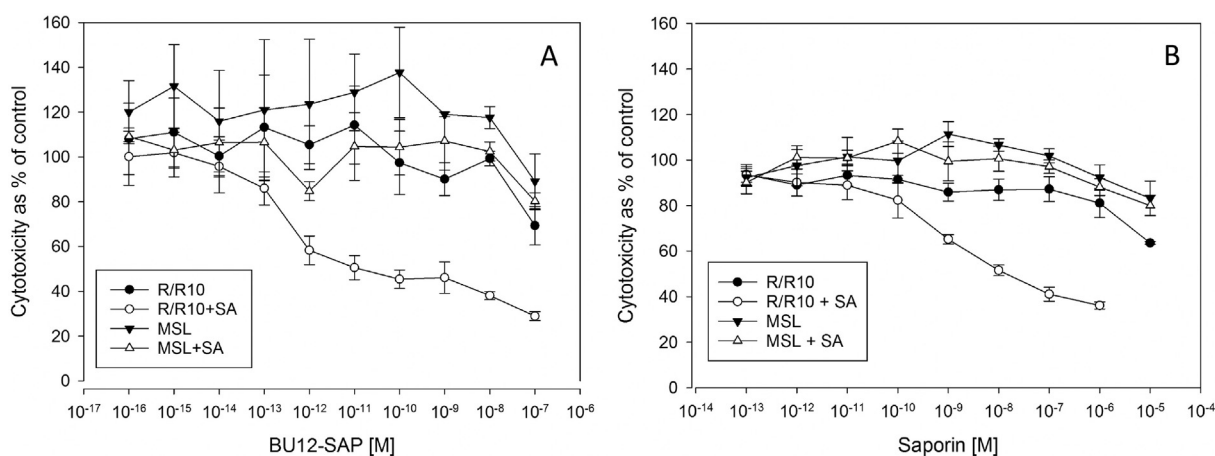 A
Cytotoxicity as % of control
160
140
120
100
80
60
40
20
0
R/R10
R/R10+SA
MSL
MSL+SA
10-17 10-16 10-15 10-14 10-13 10-12 10-11 10-10 10-9 10-8 10-7 10-6
BU12-SAP [M]
B
Cytotoxicity as % of control
160
140
120
100
80
60
40
20
0
R/R10
R/R10 + SA
MSL
MSL + SA
10-14 10-13 10-12 10-11 10-10 10-9 10-8 10-7 10-6 10-5 10-4
Saporin [M]